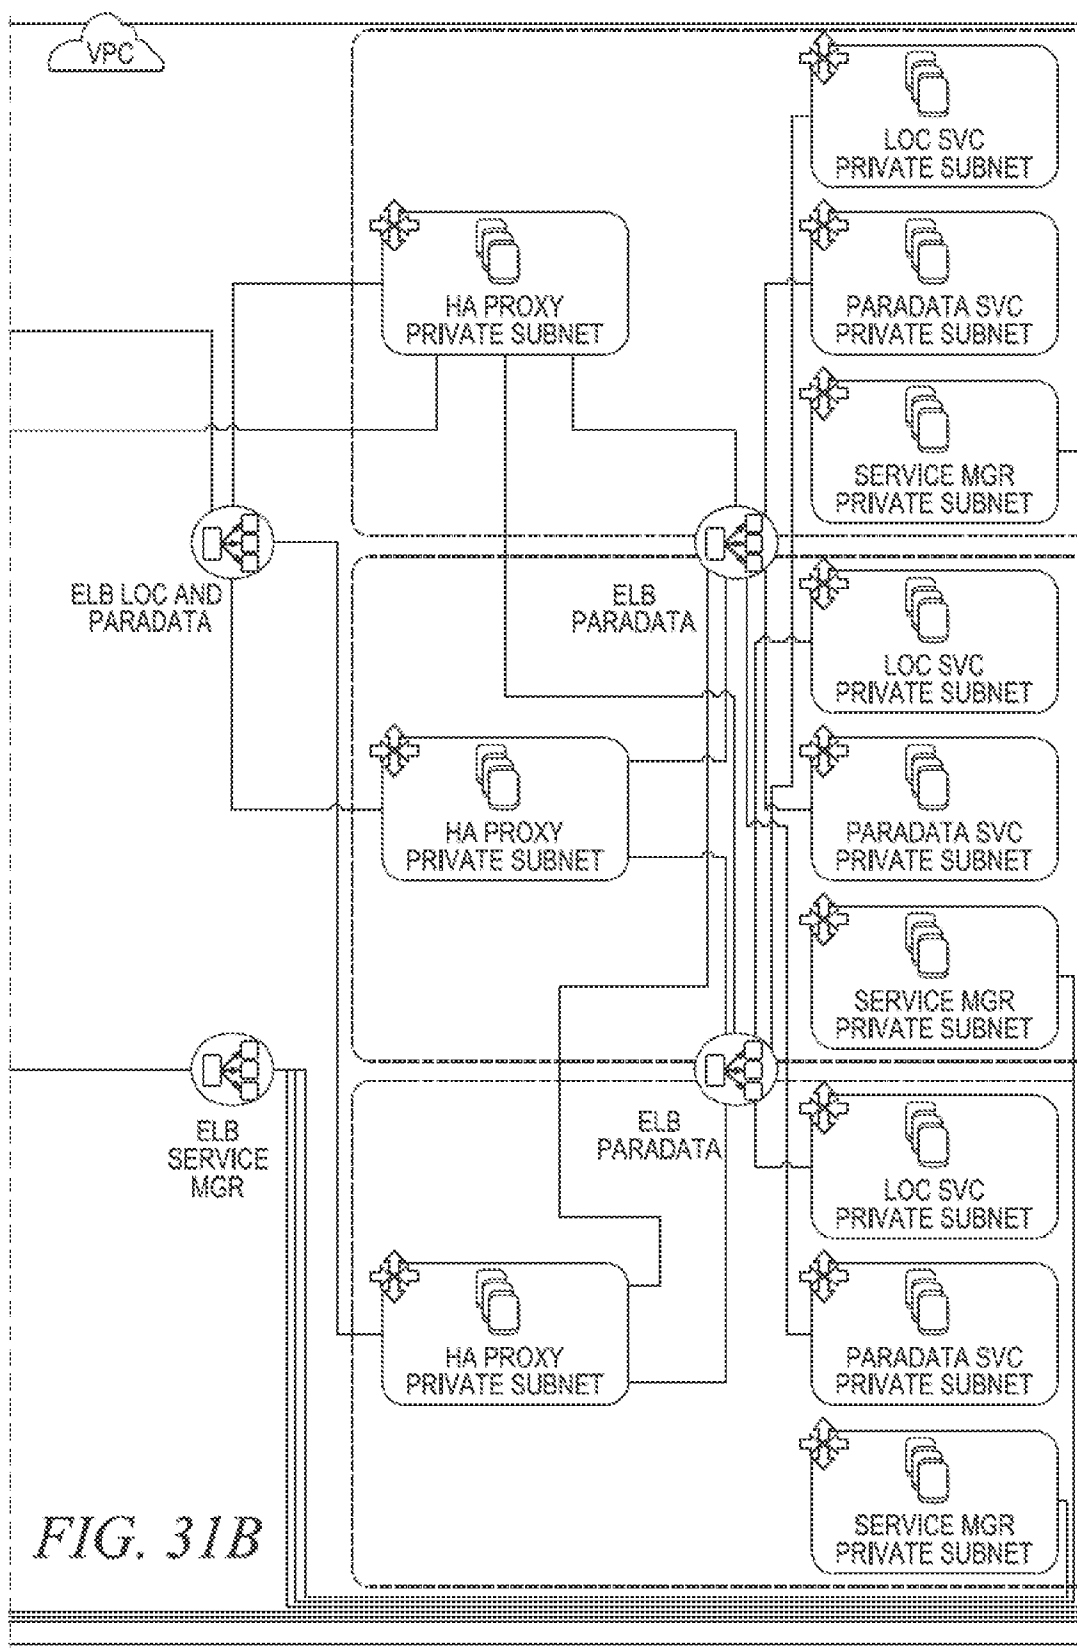 VPC
LOC SVC
PRIVATE SUBNET
HA PROXY
PRIVATE SUBNET
PARADATA SVC
PRIVATE SUBNET
SERVICE MGR
PRIVATE SUBNET
ELB LOC AND
PARADATA
ELB
PARADATA
LOC SVC
PRIVATE SUBNET
HA PROXY
PRIVATE SUBNET
PARADATA SVC
PRIVATE SUBNET
SERVICE MGR
PRIVATE SUBNET
ELB
SERVICE
MGR
ELB
PARADATA
LOC SVC
PRIVATE SUBNET
HA PROXY
PRIVATE SUBNET
PARADATA SVC
PRIVATE SUBNET
SERVICE MGR
PRIVATE SUBNET
FIG. 31B